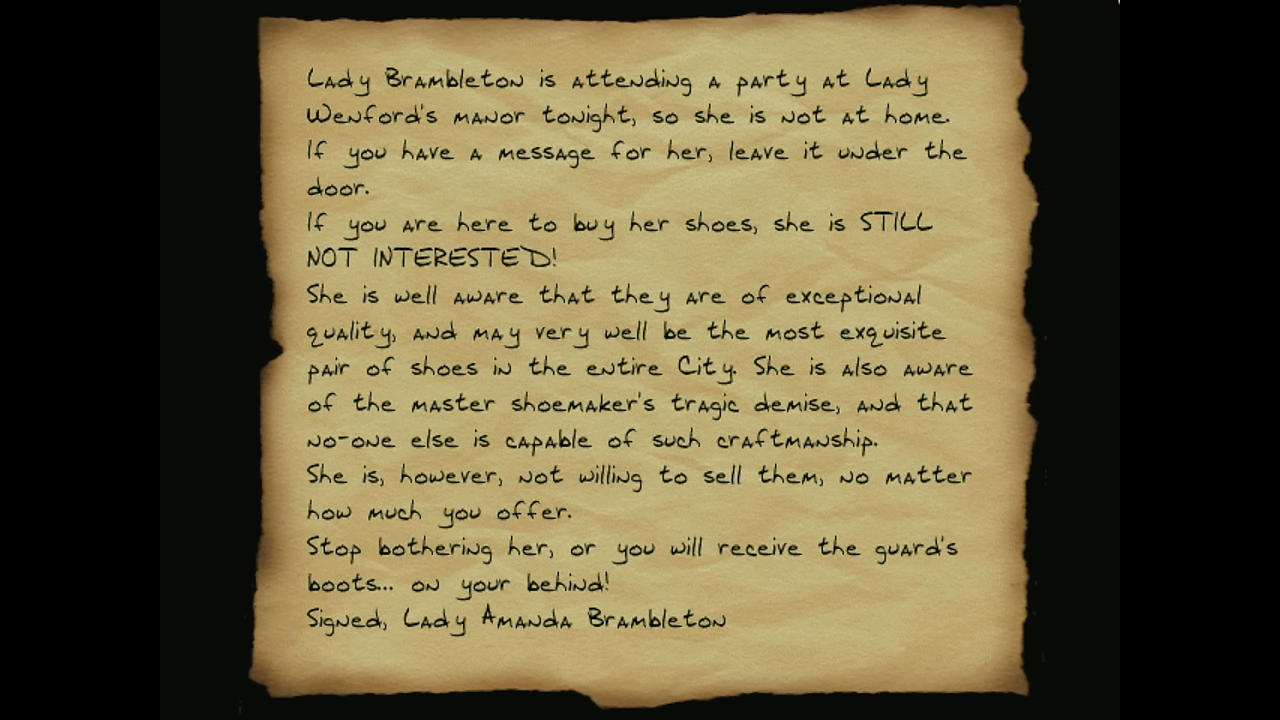 Lady Brambleton is attending a party at Lady
Wenford's manor tonight, so she is not at home.
If you have a message for her, leave it under the
door.
If you are here to buy her shoes, she is STILL
NOT INTERESTED!
She is well aware that they are of exceptional
quality, and may very well be the most exquisite
pair of shoes in the entire City. She is also aware
of the master shoemaker's tragic demise, and that
no-one else is capable of such craftmanship.
She is, however, not willing to sell them, no matter
how much you offer.
Stop bothering her, or you will receive the guard's
boots... on your behind!
Signed, Lady Amanda Brambleton